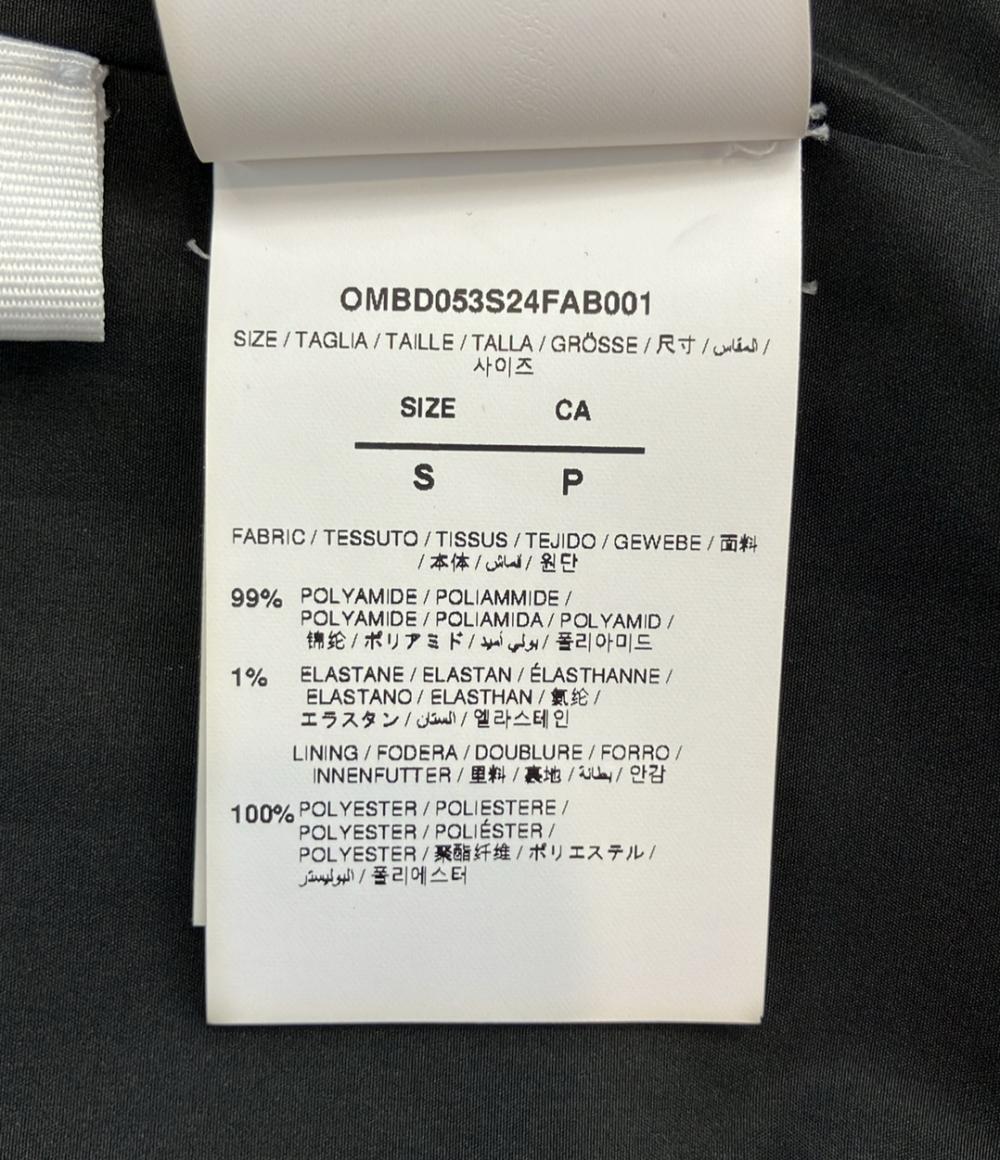 OMBD053S24FAB001
SIZE / TAGLIA / TAILLE / TALLA / GRÖSSE / 尺寸 / المقاس /
사이즈
SIZE CA
S P
FABRIC / TESSUTO / TISSUS / TEJIDO / GEWEBE / 面料
/ 本体 / قماش / 원단
99% POLYAMIDE / POLIAMMIDE /
POLYAMIDE / POLIAMIDA / POLYAMID /
锦纶 / ポリアミド / بولي أميد / 폴리아미드
1% ELASTANE / ELASTAN / ÉLASTHANNE /
ELASTANO / ELASTHAN / 氨纶 /
エラスタン / الستان / 엘라스테인
LINING / FODERA / DOUBLURE / FORRO /
INNENFUTTER / 里料 / 裏地 / بطانة / 안감
100% POLYESTER / POLIESTERE /
POLYESTER / POLIÉSTER /
POLYESTER / 聚酯纤维 / ポリエステル /
البوليستر / 폴리에스터